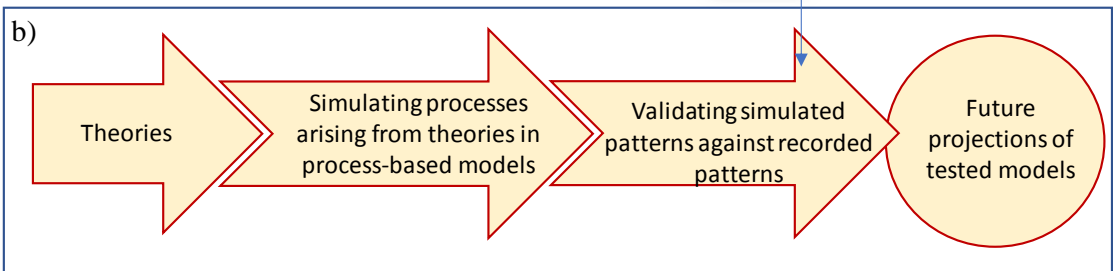 b)
Theories
Simulating processes
arising from theories in
process-based models
Validating simulated
patterns against recorded
patterns
Future
projections of
tested models